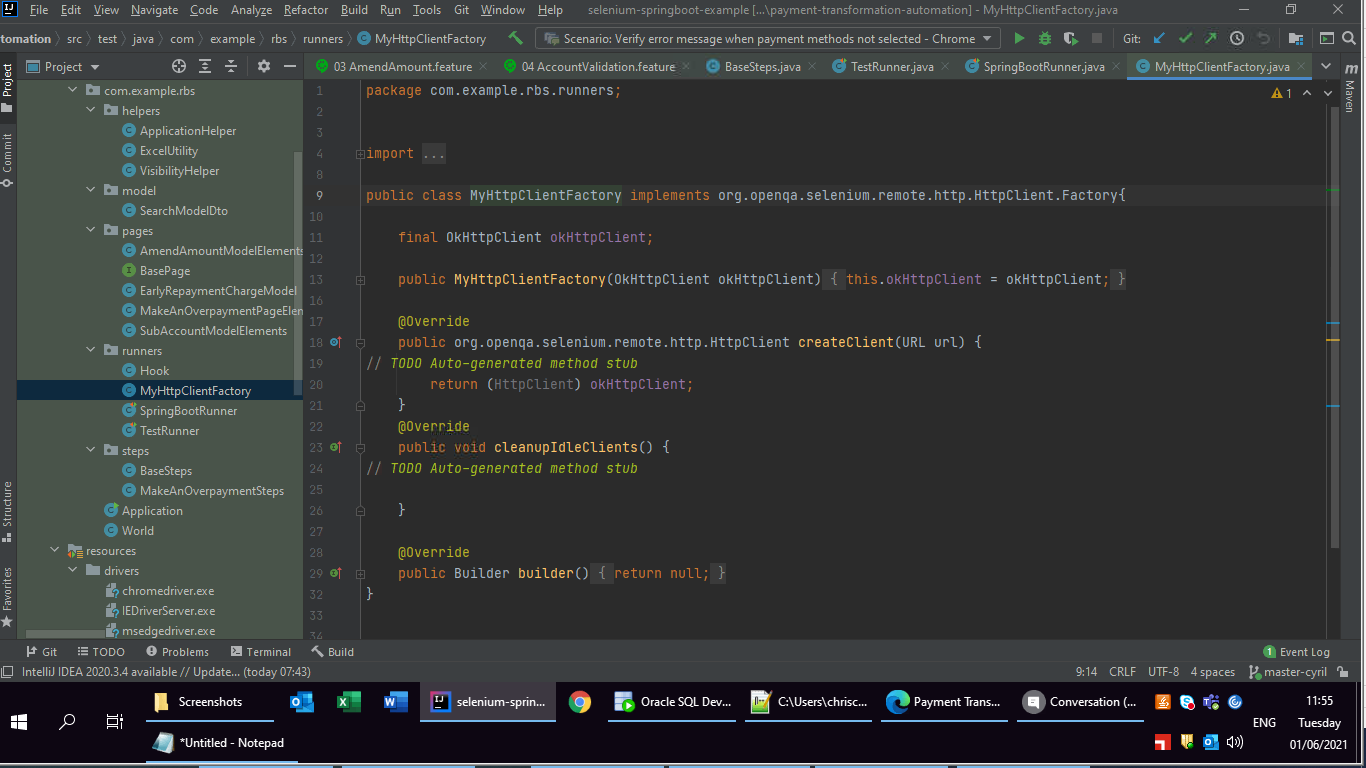 File Edit View Navigate Code Analyze Refactor Build Run Tools Git Window Help selenium-springboot-example [...\payment-transformation-automation] - MyHttpClientFactory.java
tomation src test java com example rbs runners MyHttpClientFactory Scenario: Verify error message when payment methods not selected - Chrome Git:
Project 03 AmendAmount.feature 04 AccountValidation.feature BaseSteps.java TestRunner.java SpringBootRunner.java MyHttpClientFactory.java
Project
Commit
Structure
Favorites
Maven
com.example.rbs
helpers
ApplicationHelper
ExcelUtility
VisibilityHelper
model
SearchModelDto
pages
AmendAmountModelElements
BasePage
EarlyRepaymentChargeModel
MakeAnOverpaymentPageElen
SubAccountModelElements
runners
Hook
MyHttpClientFactory
SpringBootRunner
TestRunner
steps
BaseSteps
MakeAnOverpaymentSteps
Application
World
resources
drivers
chromedriver.exe
IEDriverServer.exe
msedgedriver.exe
1 package com.example.rbs.runners;
2
3
4 import ...
8
9 public class MyHttpClientFactory implements org.openqa.selenium.remote.http.HttpClient.Factory{
10
11 final OkHttpClient okHttpClient;
12
13 public MyHttpClientFactory(OkHttpClient okHttpClient) { this.okHttpClient = okHttpClient; }
16
17 @Override
18 public org.openqa.selenium.remote.http.HttpClient createClient(URL url) {
19 // TODO Auto-generated method stub
20 return (HttpClient) okHttpClient;
21 }
22 @Override
23 public void cleanupIdleClients() {
24 // TODO Auto-generated method stub
25
26 }
27
28 @Override
29 public Builder builder() { return null; }
32 }
33
34
1
Git TODO Problems Terminal Build 1 Event Log
IntelliJ IDEA 2020.3.4 available // Update... (today 07:43) 9:14 CRLF UTF-8 4 spaces master-cyril
Screenshots selenium-sprin... Oracle SQL Dev... C:\Users\chrisc... Payment Trans... Conversation (... 11:55
ENG Tuesday
*Untitled - Notepad 01/06/2021